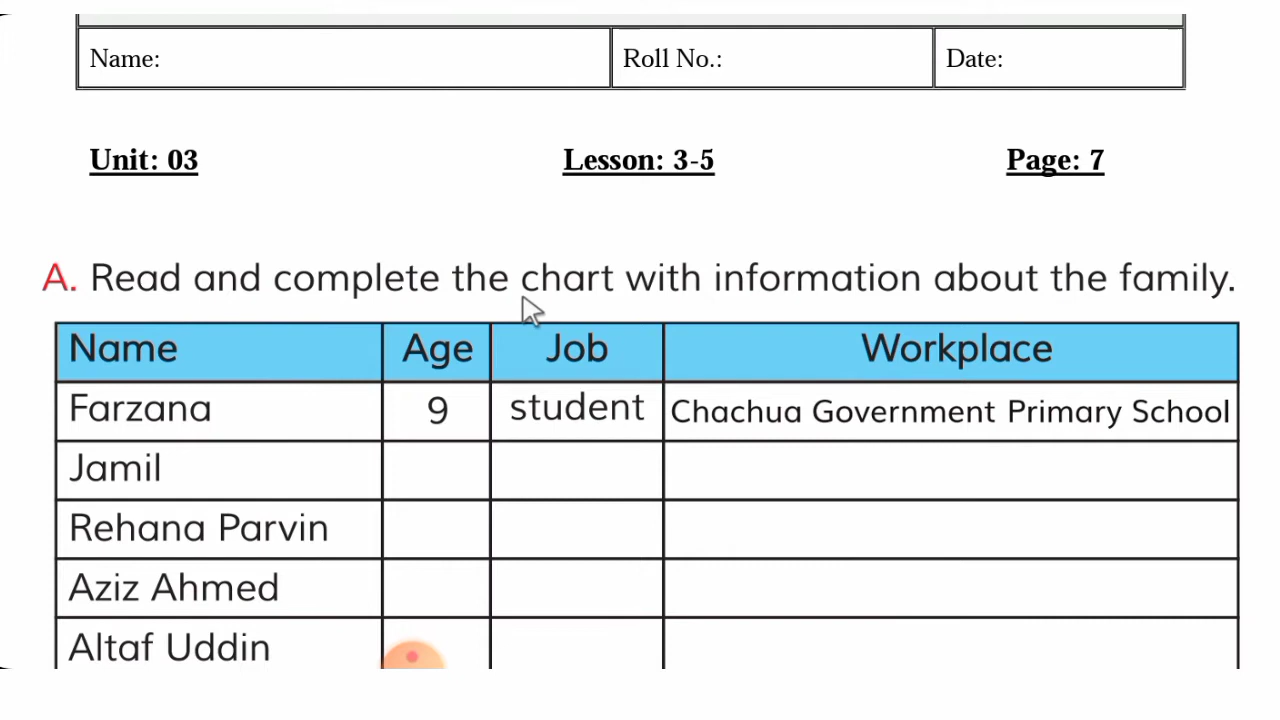 Name: Roll No.: Date:
Unit: 03 Lesson: 3-5 Page: 7
A. Read and complete the chart with information about the family.
Name Age Job Workplace
Farzana 9 student Chachua Government Primary School
Jamil
Rehana Parvin
Aziz Ahmed
Altaf Uddin